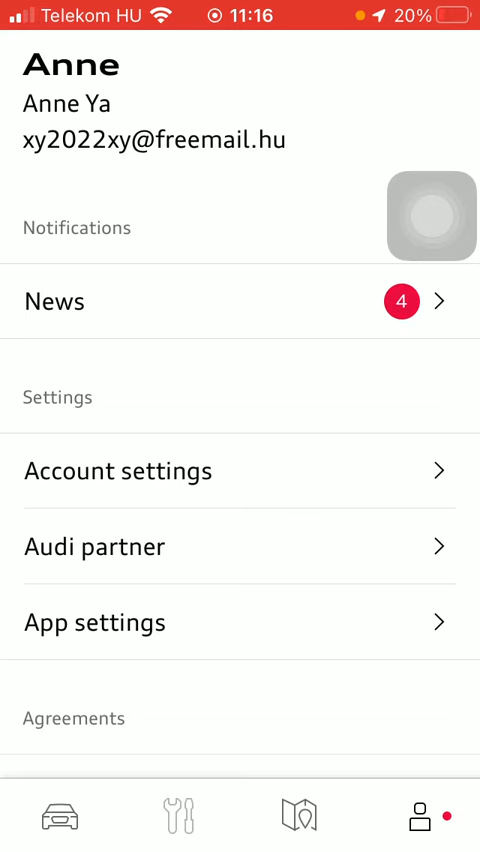 Telekom HU 11:16 20%
Anne
Anne Ya
xy2022xy@freemail.hu
Notifications
News 4
Settings
Account settings
Audi partner
App settings
Agreements